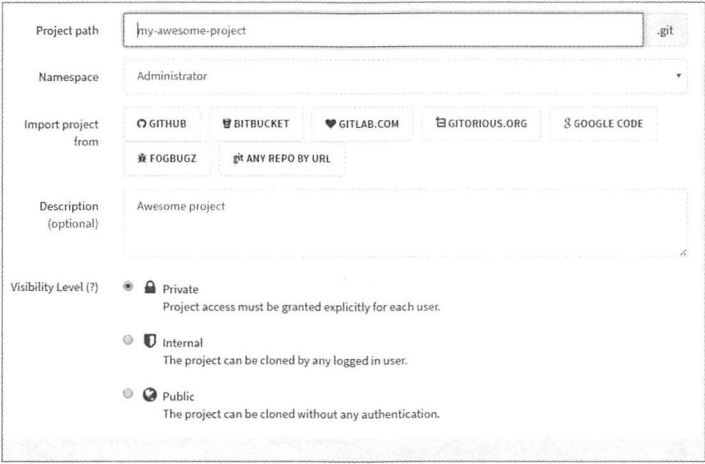 Project path my-awesome-project .git
Namespace Administrator
Import project from GITHUB BITBUCKET GITLAB.COM GITORIOUS.ORG GOOGLE CODE
FOGBUGZ git ANY REPO BY URL
Description (optional) Awesome project
Visibility Level (?) Private
Project access must be granted explicitly for each user.
Internal
The project can be cloned by any logged in user.
Public
The project can be cloned without any authentication.